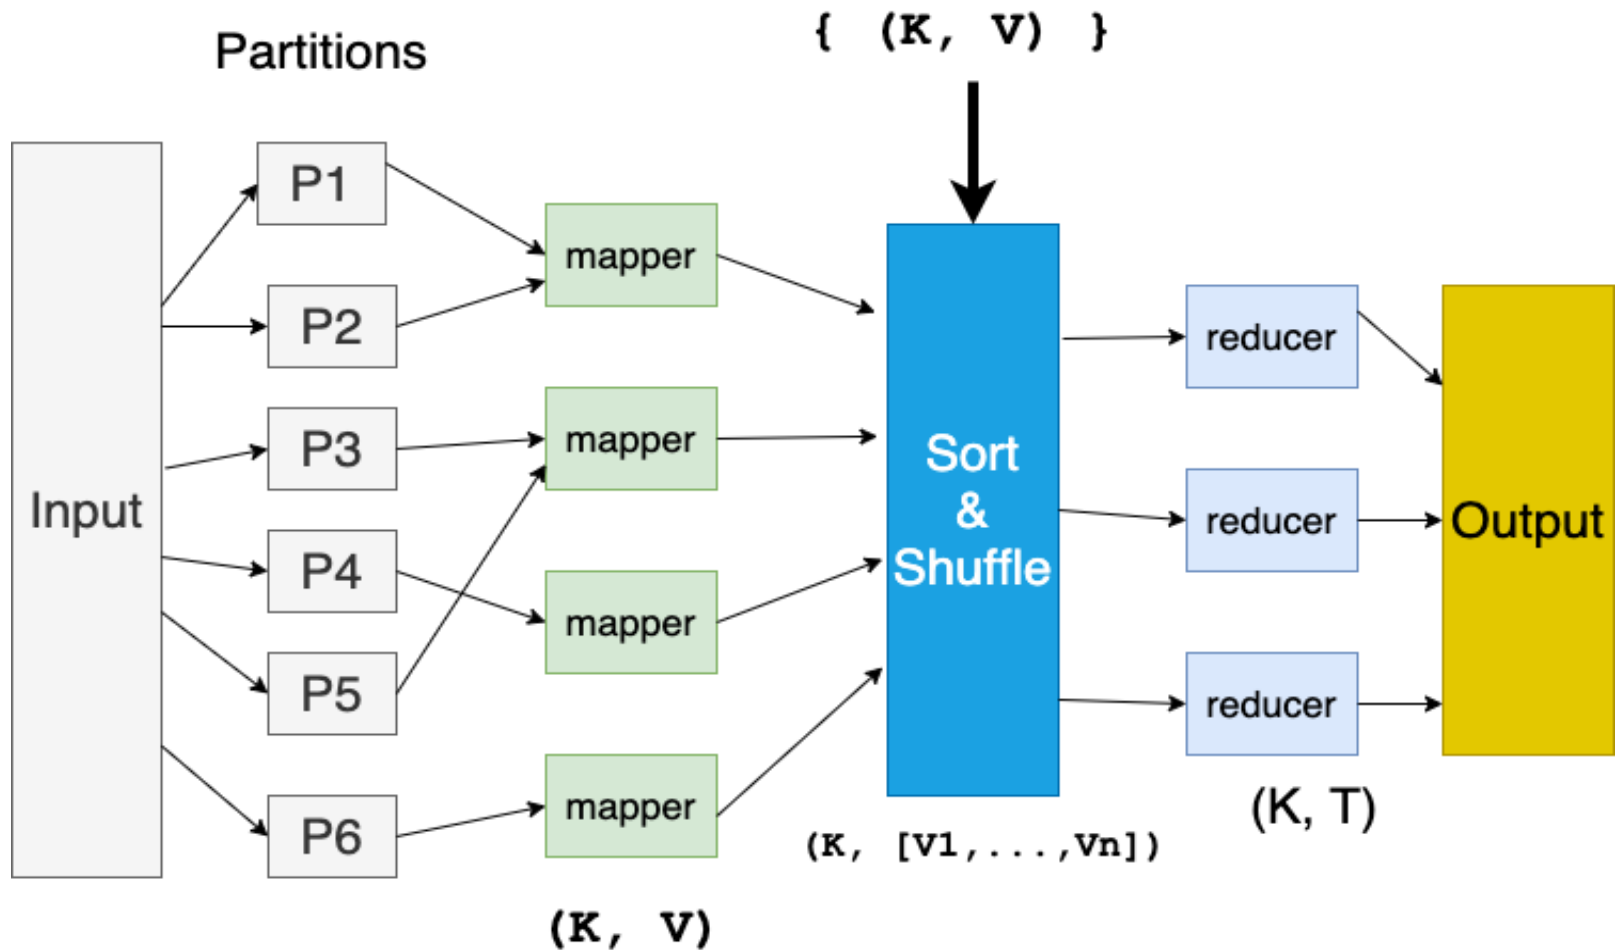 Partitions
{ (K, V) }
Input
P1
P2
P3
P4
P5
P6
mapper
mapper
mapper
mapper
(K, V)
Sort
&
Shuffle
(K, [V1,...,Vn])
reducer
reducer
reducer
(K, T)
Output